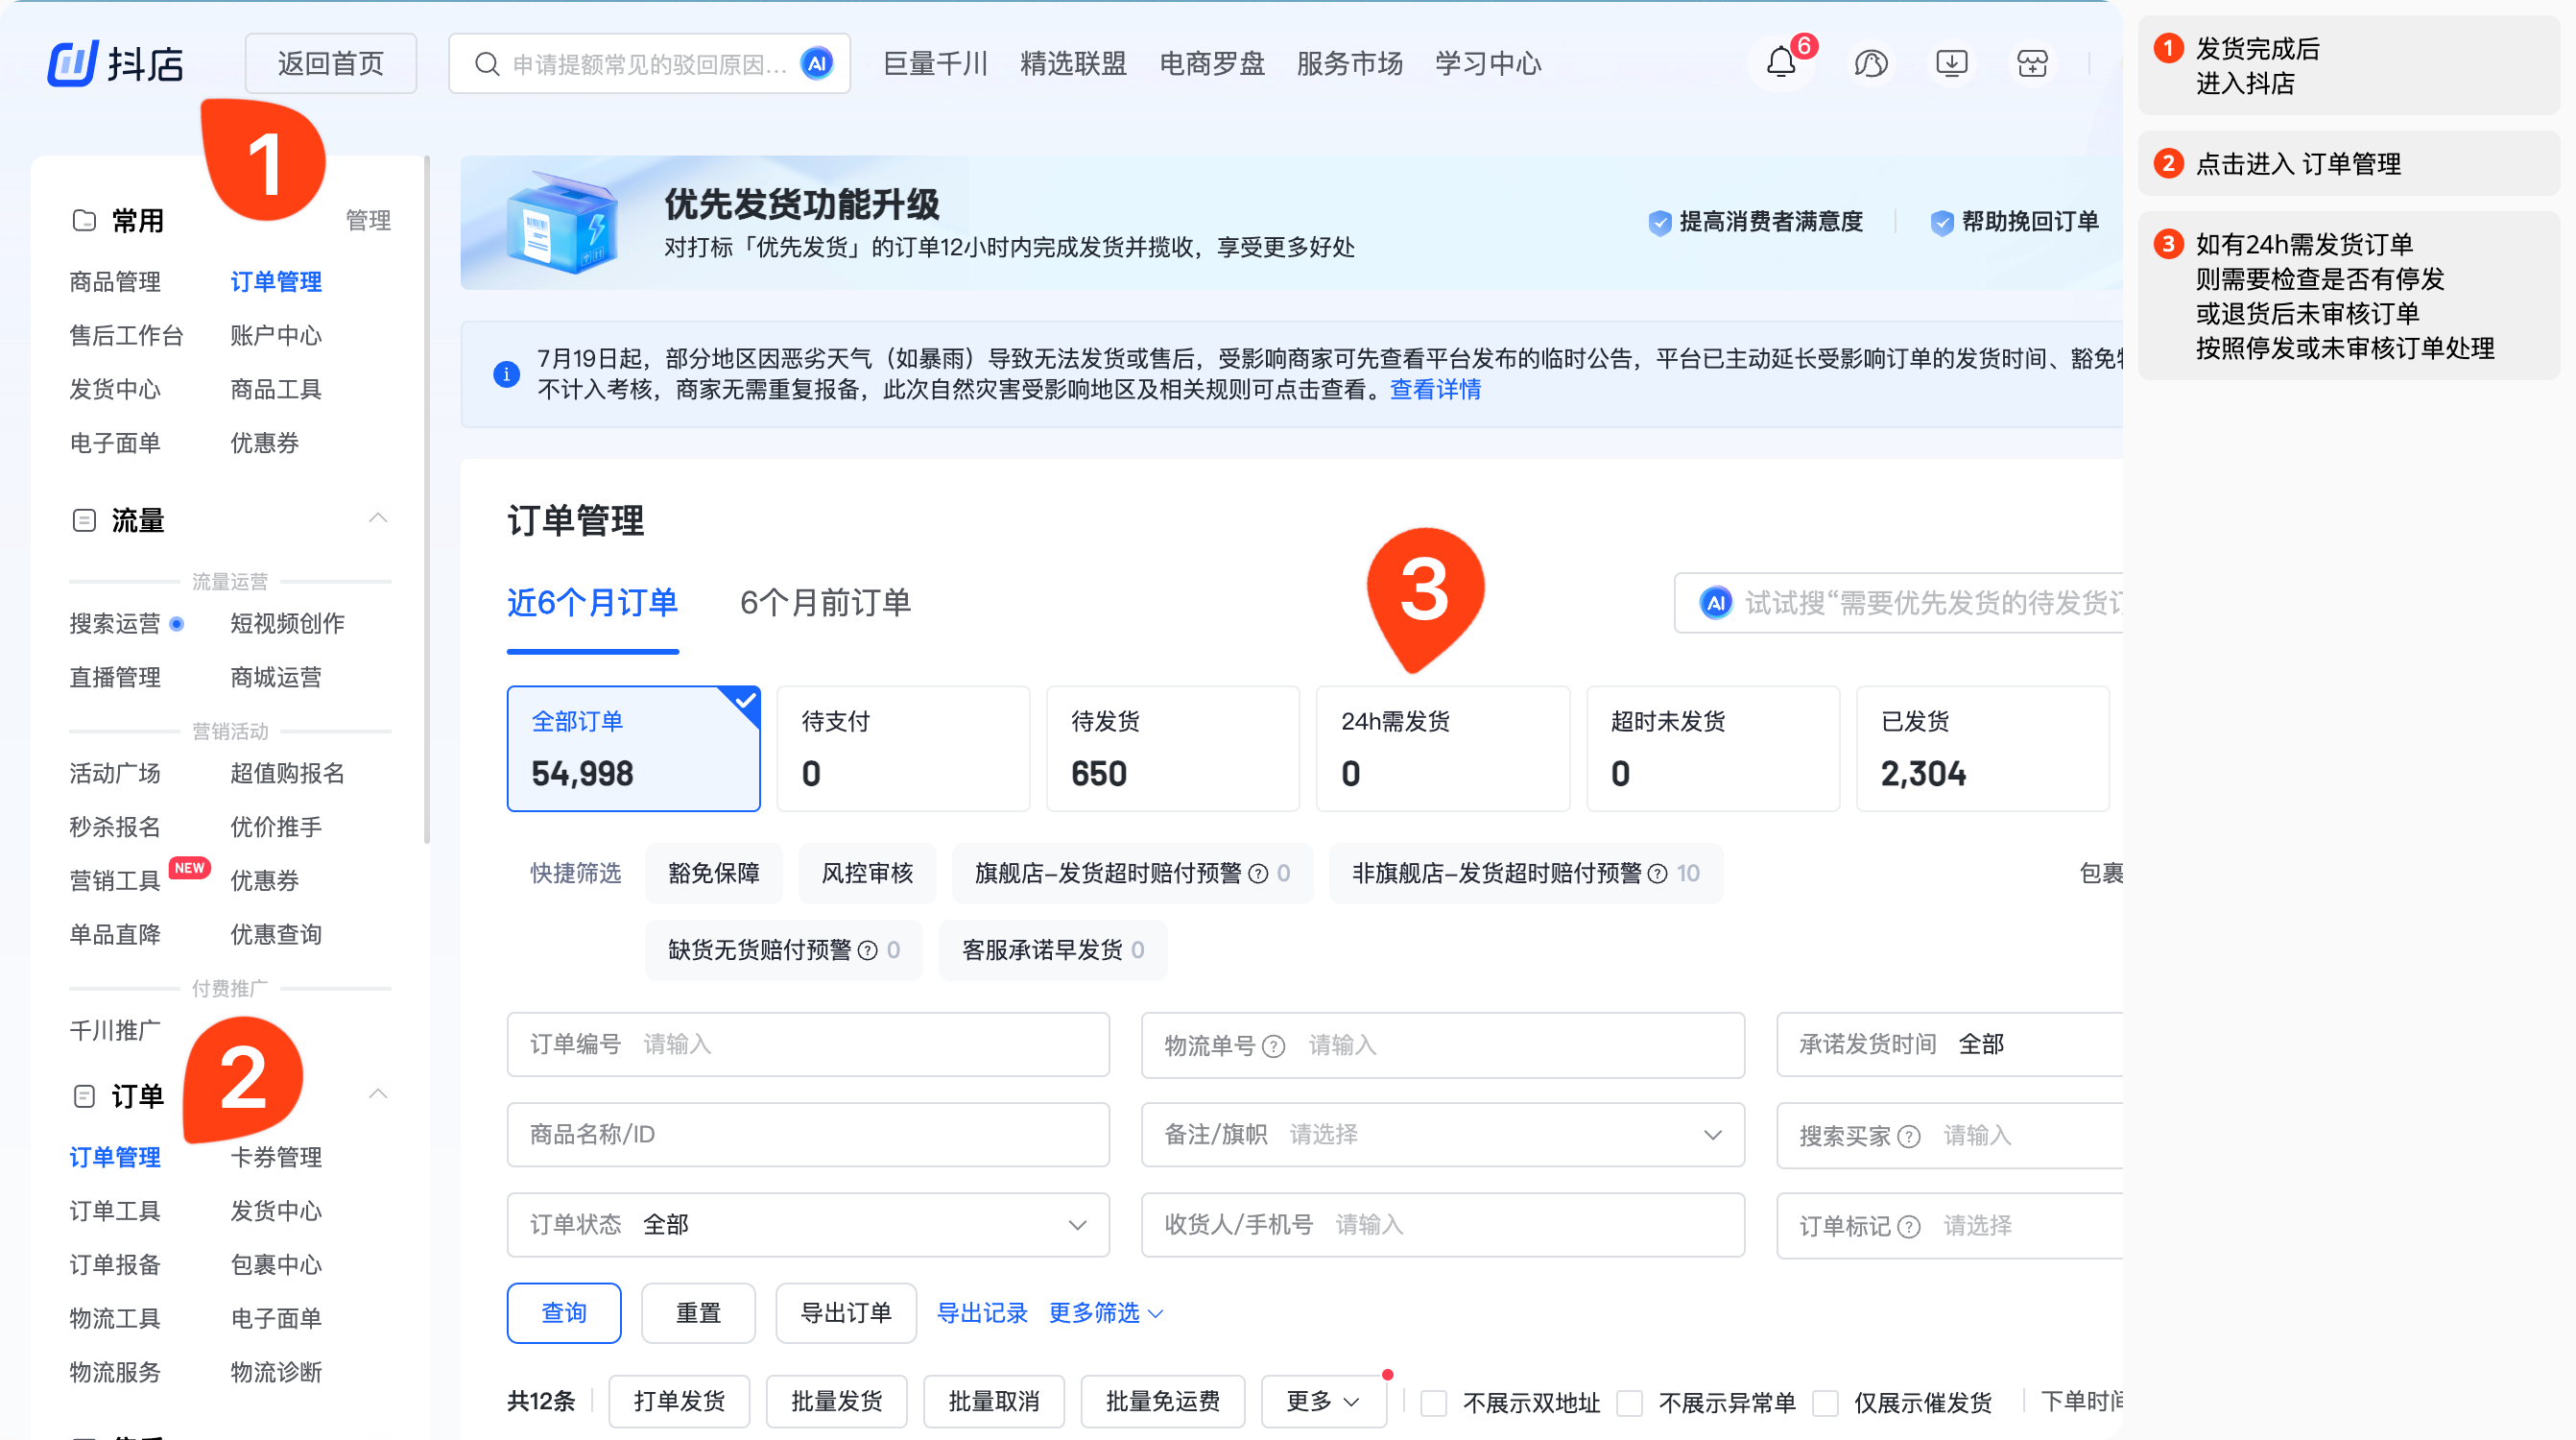 抖店
返回首页
申请提额常见的驳回原因...
AI
巨量千川
精选联盟
电商罗盘
服务市场
学习中心
6
1
常用
管理
商品管理
订单管理
售后工作台
账户中心
发货中心
商品工具
电子面单
优惠券
流量
流量运营
搜索运营
短视频创作
直播管理
商城运营
营销活动
活动广场
超值购报名
秒杀报名
优价推手
营销工具
NEW
优惠券
单品直降
优惠查询
付费推广
千川推广
2
订单
订单管理
卡券管理
订单工具
发货中心
订单报备
包裹中心
物流工具
电子面单
物流服务
物流诊断
优先发货功能升级
对打标「优先发货」的订单12小时内完成发货并揽收，享受更多好处
提高消费者满意度
帮助挽回订单
7月19日起，部分地区因恶劣天气（如暴雨）导致无法发货或售后，受影响商家可先查看平台发布的临时公告，平台已主动延长受影响订单的发货时间、豁免
不计入考核，商家无需重复报备，此次自然灾害受影响地区及相关规则可点击查看。查看详情
订单管理
近6个月订单
6个月前订单
3
AI
试试搜“需要优先发货的待发货
全部订单
54,998
待支付
0
待发货
650
24h需发货
0
超时未发货
0
已发货
2,304
快捷筛选
豁免保障
风控审核
旗舰店-发货超时赔付预警 ? 0
非旗舰店-发货超时赔付预警 ? 10
包裹
缺货无货赔付预警 ? 0
客服承诺早发货 0
订单编号 请输入
物流单号 ? 请输入
承诺发货时间 全部
商品名称/ID
备注/旗帜 请选择
搜索买家 ? 请输入
订单状态 全部
收货人/手机号 请输入
订单标记 ? 请选择
查询
重置
导出订单
导出记录
更多筛选
共12条
打单发货
批量发货
批量取消
批量免运费
更多
不展示双地址
不展示异常单
仅展示催发货
下单时间
1 发货完成后
进入抖店
2 点击进入 订单管理
3 如有24h需发货订单
则需要检查是否有停发
或退货后未审核订单
按照停发或未审核订单处理